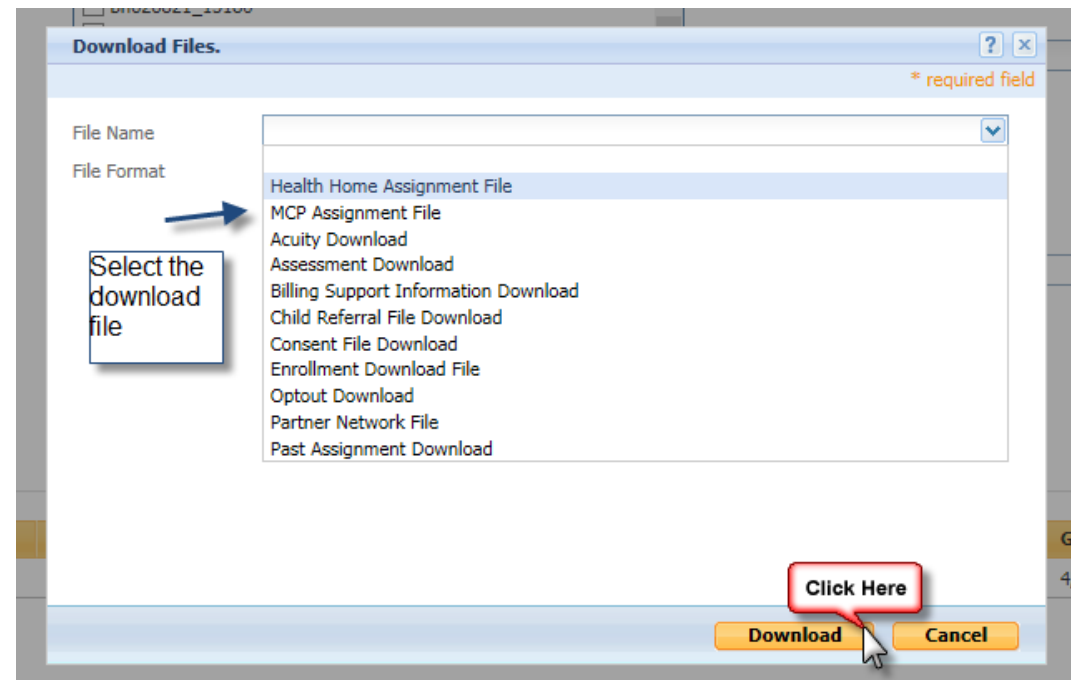 Download Files.
* required field
File Name
File Format
Health Home Assignment File
MCP Assignment File
Acuity Download
Assessment Download
Billing Support Information Download
Child Referral File Download
Consent File Download
Enrollment Download File
Optout Download
Partner Network File
Past Assignment Download
Select the
download
file
Click Here
Download
Cancel